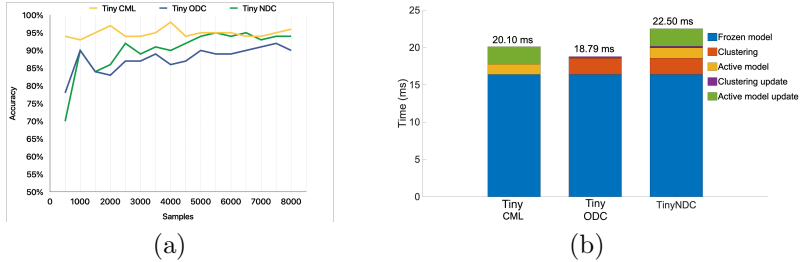 Tiny CML Tiny ODC Tiny NDC
100%
95%
90%
85%
80%
75%
70%
65%
60%
55%
50%
Accuracy
0 1000 2000 3000 4000 5000 6000 7000 8000
Samples
(a)
25
20
15
10
5
0
Time (ms)
20.10 ms
18.79 ms
22.50 ms
Frozen model
Clustering
Active model
Clustering update
Active model update
Tiny
CML
Tiny
ODC
TinyNDC
(b)